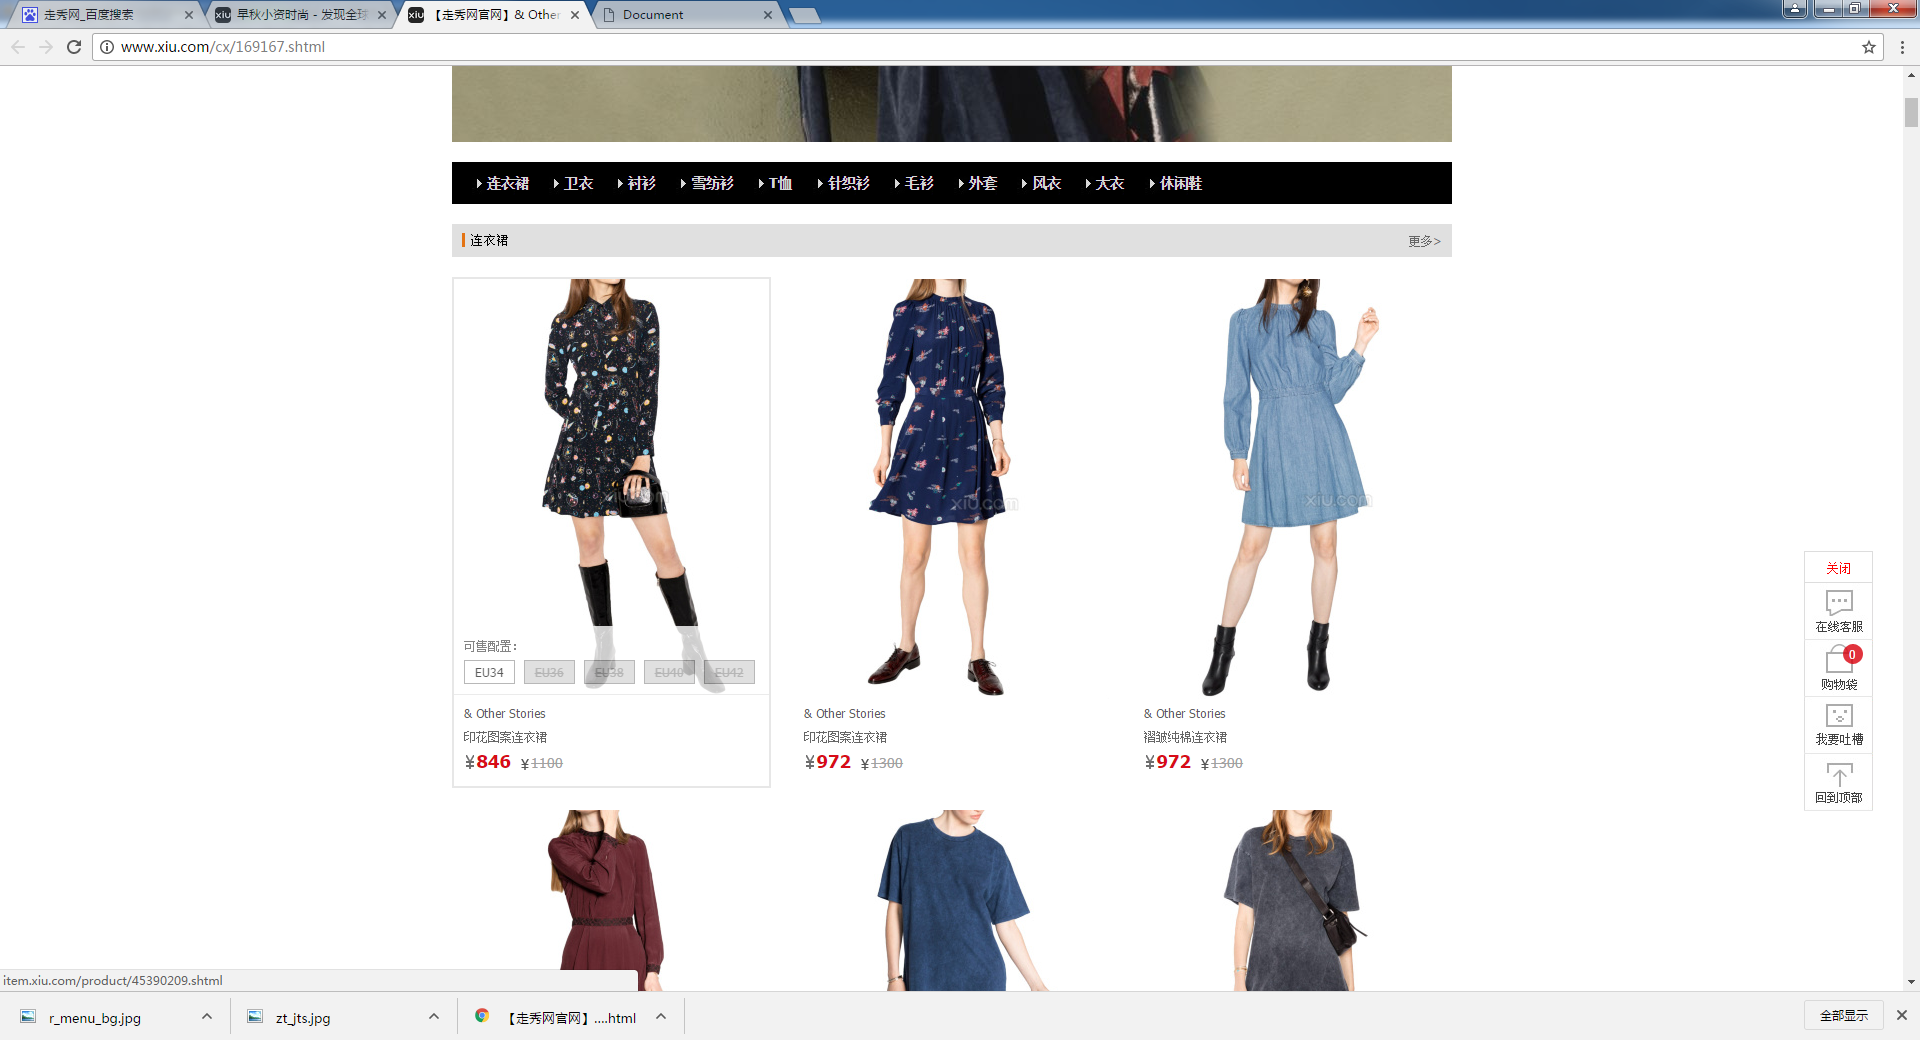 走秀网_百度搜索
早秋小资时尚 - 发现全球
【走秀网官网】& Other
Document
www.xiu.com/cx/169167.shtml
连衣裙 卫衣 衬衫 雪纺衫 T恤 针织衫 毛衫 外套 风衣 大衣 休闲鞋
连衣裙
更多>
xiu.com
xiu.com
xiu.com
可售配置：
EU34 EU36 EU38 EU40 EU42
& Other Stories
印花图案连衣裙
¥846 ¥1100
& Other Stories
印花图案连衣裙
¥972 ¥1300
& Other Stories
褶皱纯棉连衣裙
¥972 ¥1300
关闭
在线客服
0
购物袋
我要吐槽
回到顶部
item.xiu.com/product/45390209.shtml
r_menu_bg.jpg
zt_jts.jpg
【走秀网官网】....html
全部显示